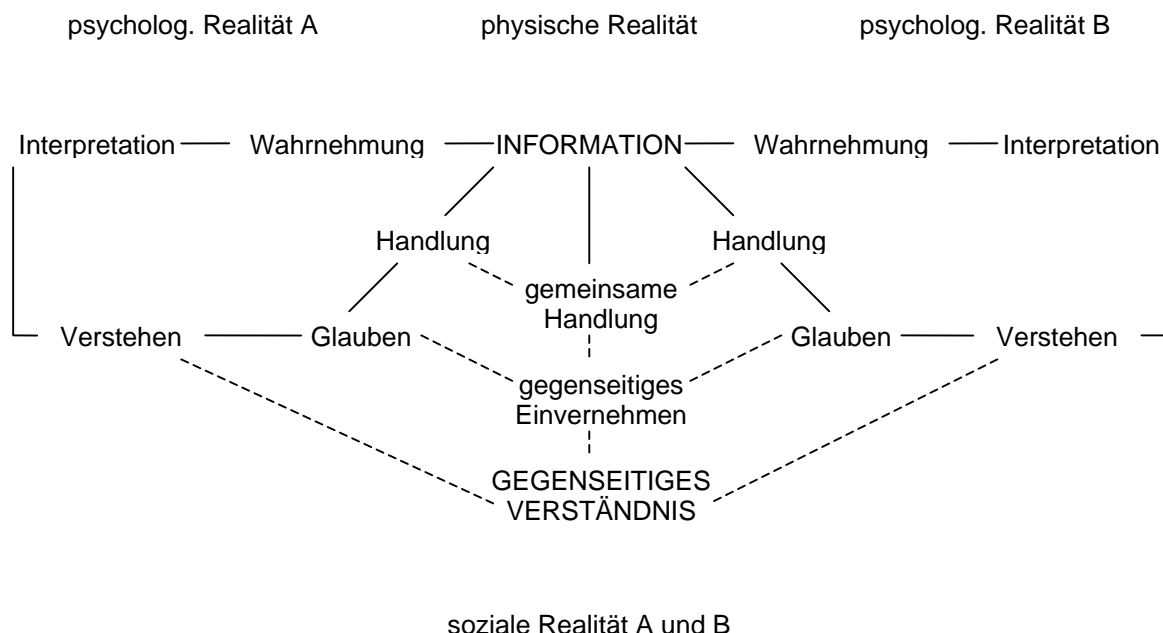 psycholog. Realität A physische Realität psycholog. Realität B
Interpretation Wahrnehmung INFORMATION Wahrnehmung Interpretation
Handlung Handlung
gemeinsame
Handlung
Verstehen Glauben Glauben Verstehen
gegenseitiges
Einvernehmen
GEGENSEITIGES
VERSTÄNDNIS
soziale Realität A und B